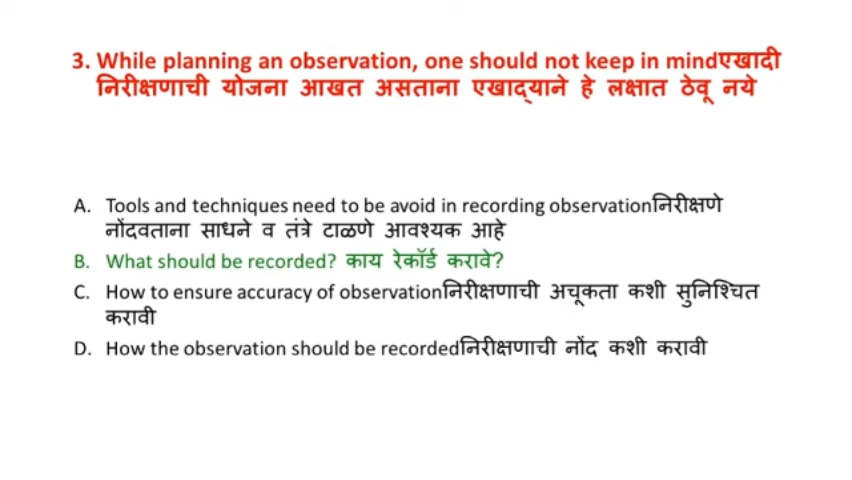 3. While planning an observation, one should not keep in mindएखादी
निरीक्षणाची योजना आखत असताना एखाद्याने हे लक्षात ठेवू नये
A. Tools and techniques need to be avoid in recording observationनिरीक्षणे
नोंदवताना साधने व तंत्रे टाळणे आवश्यक आहे
B. What should be recorded? काय रेकॉर्ड करावे?
C. How to ensure accuracy of observationनिरीक्षणाची अचूकता कशी सुनिश्चित
करावी
D. How the observation should be recordedनिरीक्षणाची नोंद कशी करावी